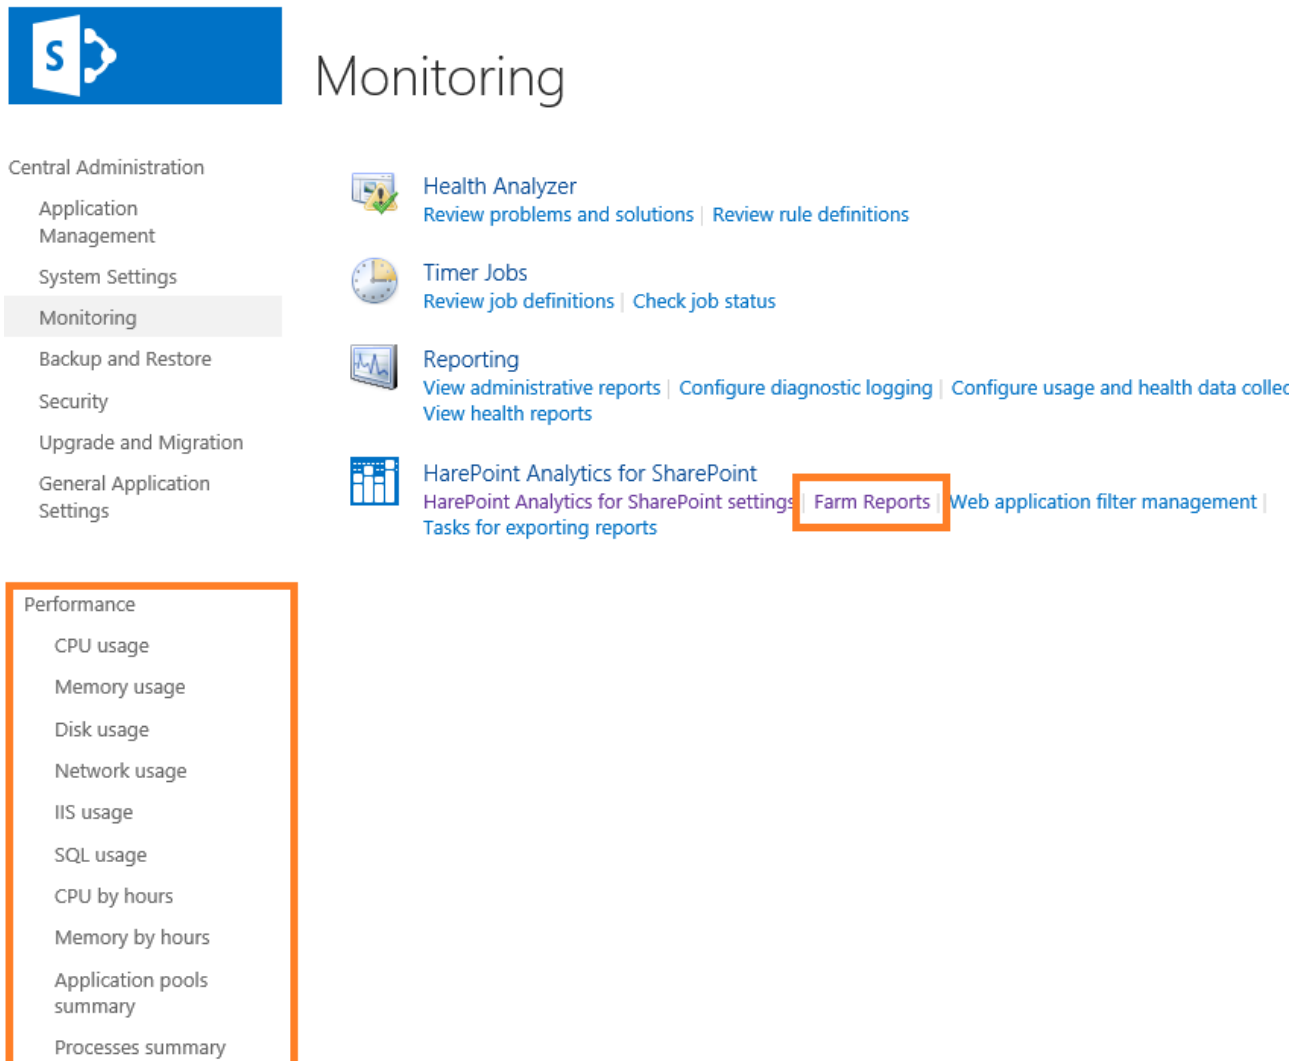 S
Monitoring
Central Administration
Application
Management
System Settings
Monitoring
Backup and Restore
Security
Upgrade and Migration
General Application
Settings
Health Analyzer
Review problems and solutions | Review rule definitions
Timer Jobs
Review job definitions | Check job status
Reporting
View administrative reports | Configure diagnostic logging | Configure usage and health data collec
View health reports
HarePoint Analytics for SharePoint
HarePoint Analytics for SharePoint settings | Farm Reports | Web application filter management |
Tasks for exporting reports
Performance
CPU usage
Memory usage
Disk usage
Network usage
IIS usage
SQL usage
CPU by hours
Memory by hours
Application pools
summary
Processes summary